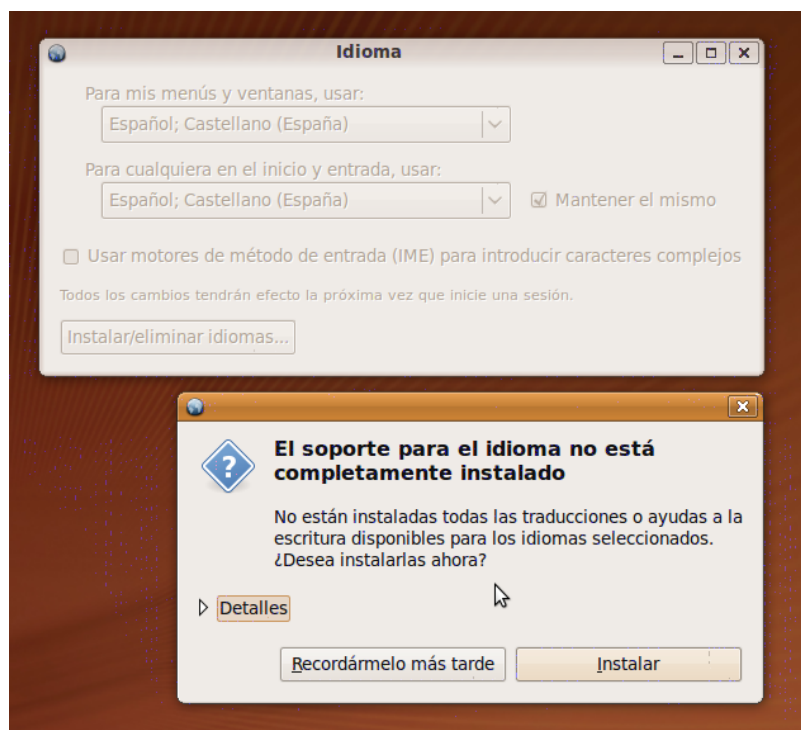 Idioma
Para mis menús y ventanas, usar:
Español; Castellano (España)
Para cualquiera en el inicio y entrada, usar:
Español; Castellano (España)
Mantener el mismo
Usar motores de método de entrada (IME) para introducir caracteres complejos
Todos los cambios tendrán efecto la próxima vez que inicie una sesión.
Instalar/eliminar idiomas...
El soporte para el idioma no está
completamente instalado
No están instaladas todas las traducciones o ayudas a la
escritura disponibles para los idiomas seleccionados.
¿Desea instalarlas ahora?
Detalles
Recordármelo más tarde
Instalar